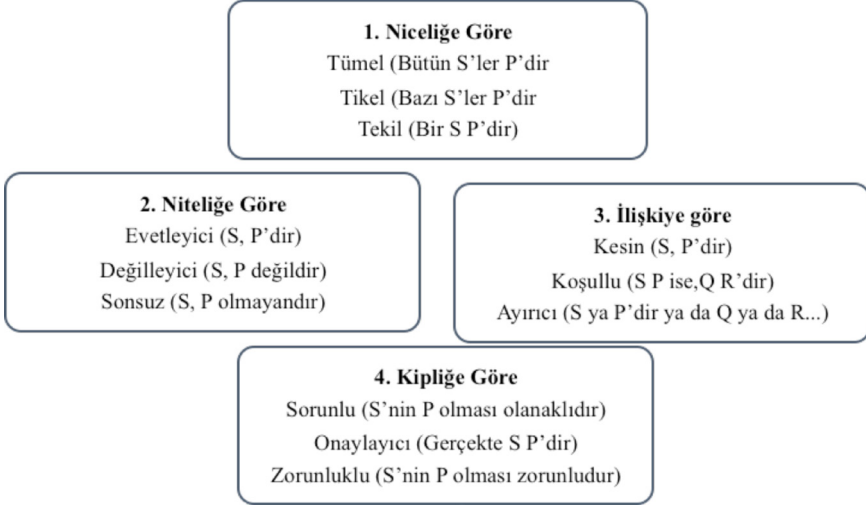 1. Niceliğe Göre
Tümel (Bütün S’ler P’dir
Tikel (Bazı S’ler P’dir
Tekil (Bir S P’dir)
2. Niteliğe Göre
Evetleyici (S, P’dir)
Değilleyici (S, P değildir)
Sonsuz (S, P olmayandır)
3. İlişkiye göre
Kesin (S, P’dir)
Koşullu (S P ise,Q R’dir)
Ayırıcı (S ya P’dir ya da Q ya da R...)
4. Kipliğe Göre
Sorunlu (S’nin P olması olanaklıdır)
Onaylayıcı (Gerçekte S P’dir)
Zorunluklu (S’nin P olması zorunludur)